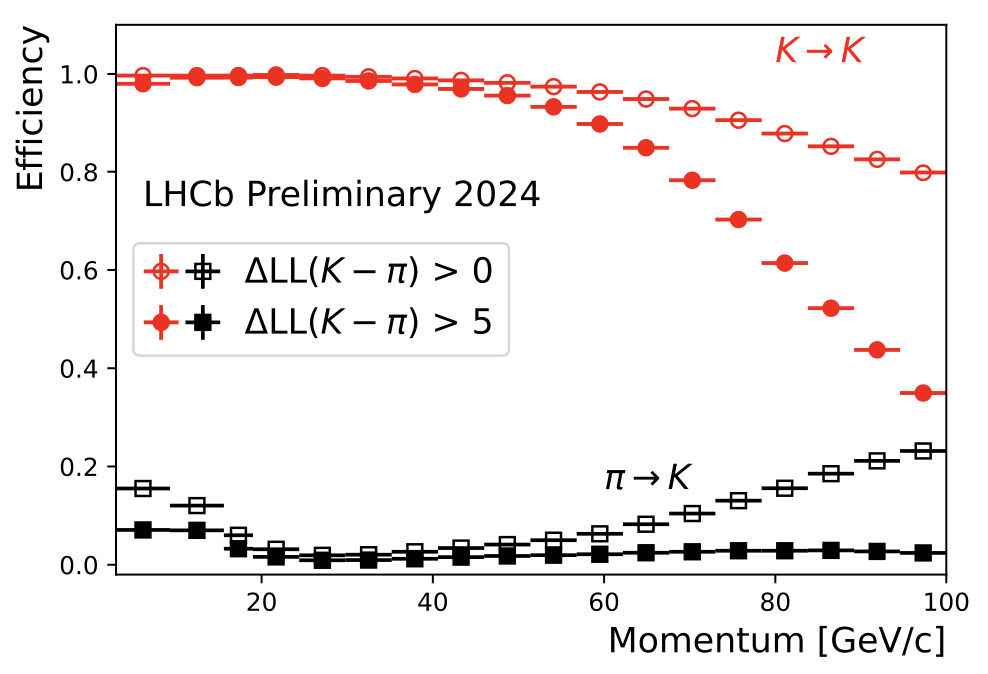 Efficiency
K → K
1.0
0.8
LHCb Preliminary 2024
0.6
ΔLL(K − π) > 0
ΔLL(K − π) > 5
0.4
0.2
π → K
0.0
20 40 60 80 100
Momentum [GeV/c]